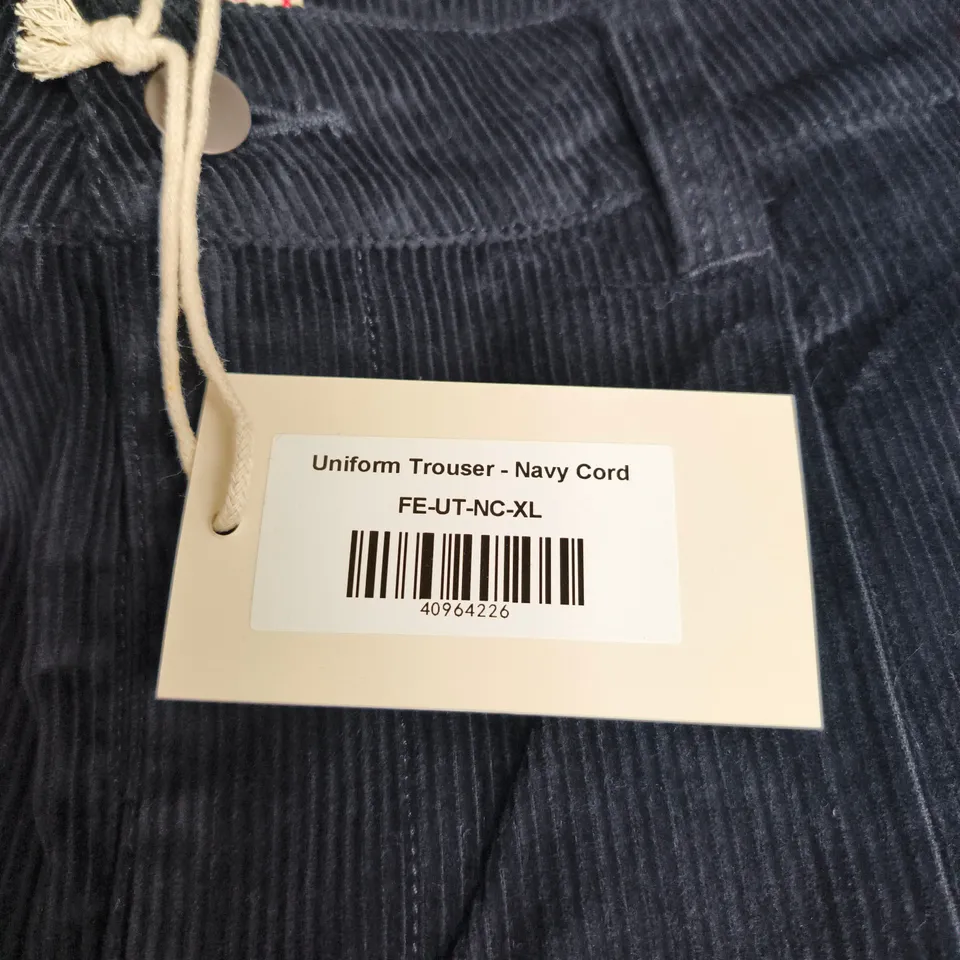 Uniform Trouser - Navy Cord
FE-UT-NC-XL
40964226